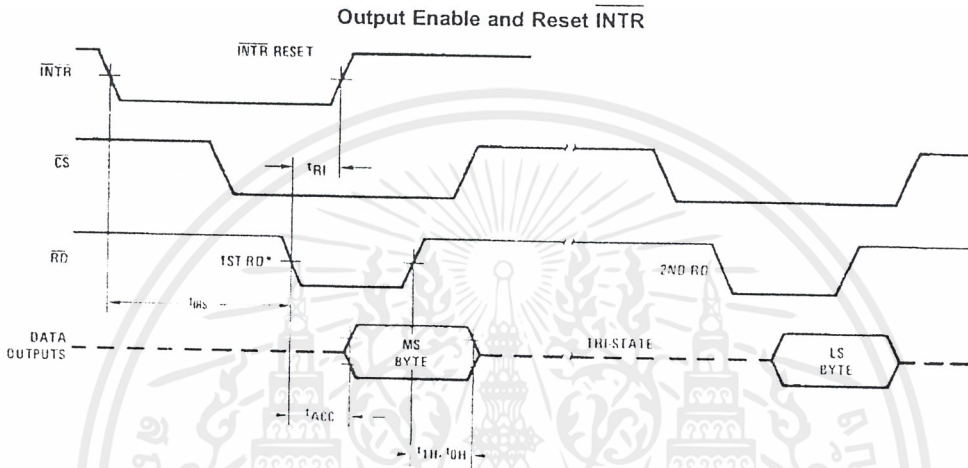 Output Enable and Reset INTR
INTR RESET
INTR
CS
tRI
RD
1ST RD*
2ND RD
tIRS
DATA
OUTPUTS
MS
BYTE
TRI-STATE
LS
BYTE
tACC
t1H, t0H